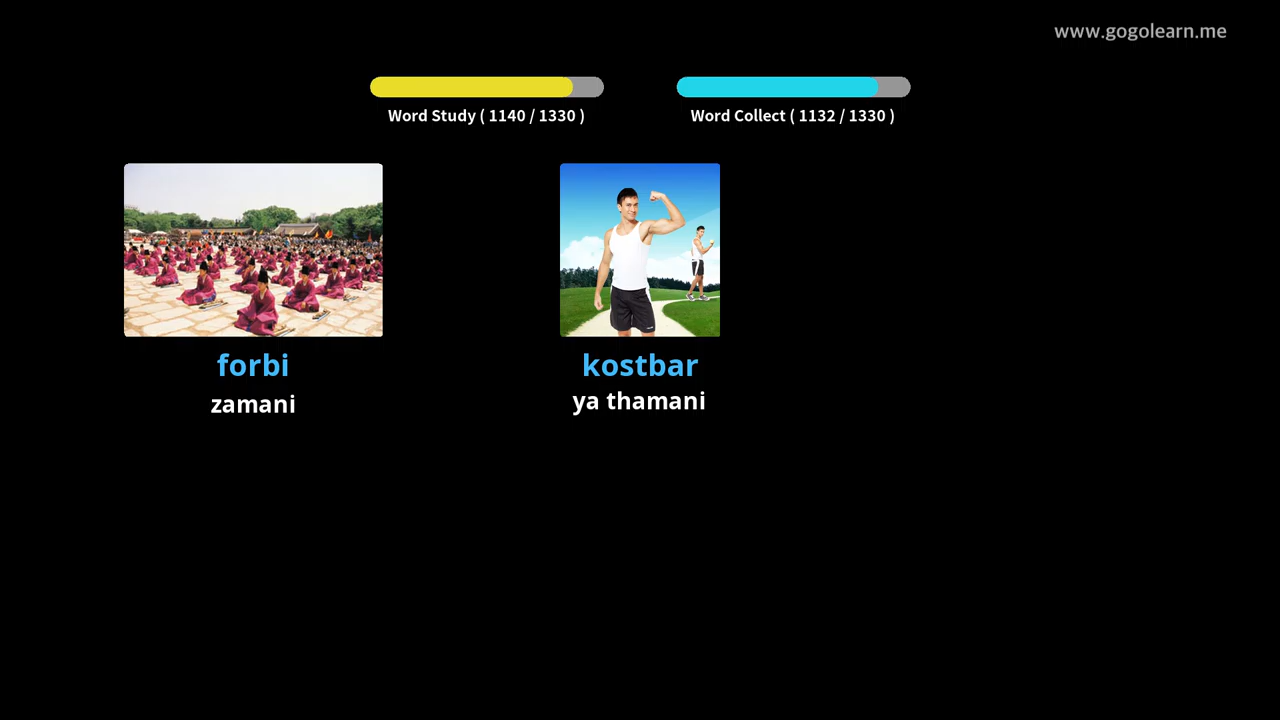 www.gogolearn.me
Word Study ( 1140 / 1330 )
Word Collect ( 1132 / 1330 )
forbi
zamani
kostbar
ya thamani